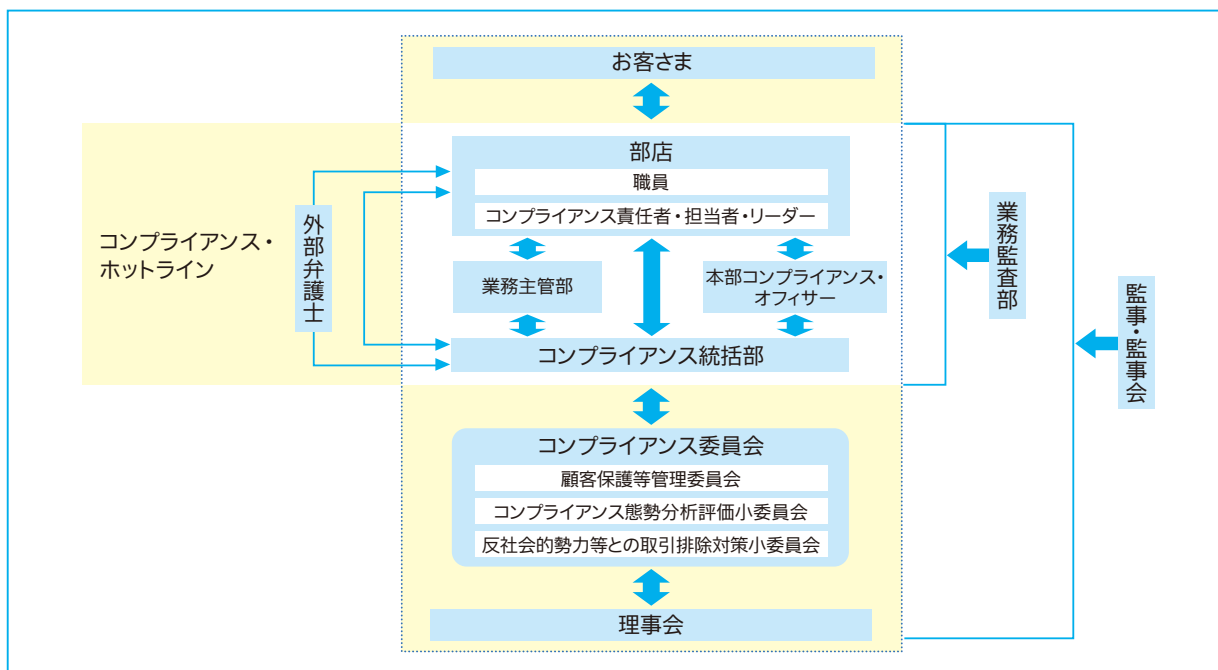 お客さま
部店
職員
コンプライアンス責任者・担当者・リーダー
コンプライアンス・
ホットライン
外部弁護士
業務主管部
本部コンプライアンス・
オフィサー
コンプライアンス統括部
業務監査部
監事・監事会
コンプライアンス委員会
顧客保護等管理委員会
コンプライアンス態勢分析評価小委員会
反社会的勢力等との取引排除対策小委員会
理事会